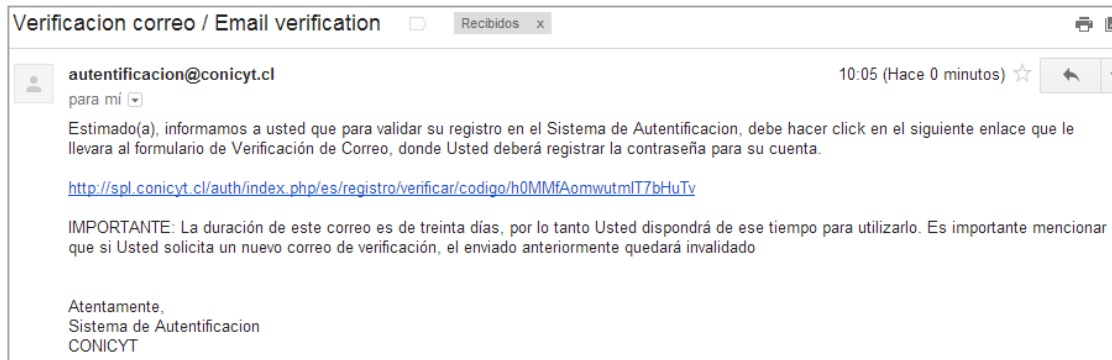 Verificacion correo / Email verification
Recibidos x
autentificacion@conicyt.cl
10:05 (Hace 0 minutos)
para mí
Estimado(a), informamos a usted que para validar su registro en el Sistema de Autentificacion, debe hacer click en el siguiente enlace que le
llevara al formulario de Verificación de Correo, donde Usted deberá registrar la contraseña para su cuenta.
http://spl.conicyt.cl/auth/index.php/es/registro/verificar/codigo/h0MMfAomwutmIT7bHuTv
IMPORTANTE: La duración de este correo es de treinta días, por lo tanto Usted dispondrá de ese tiempo para utilizarlo. Es importante mencionar
que si Usted solicita un nuevo correo de verificación, el enviado anteriormente quedará invalidado
Atentamente,
Sistema de Autentificacion
CONICYT